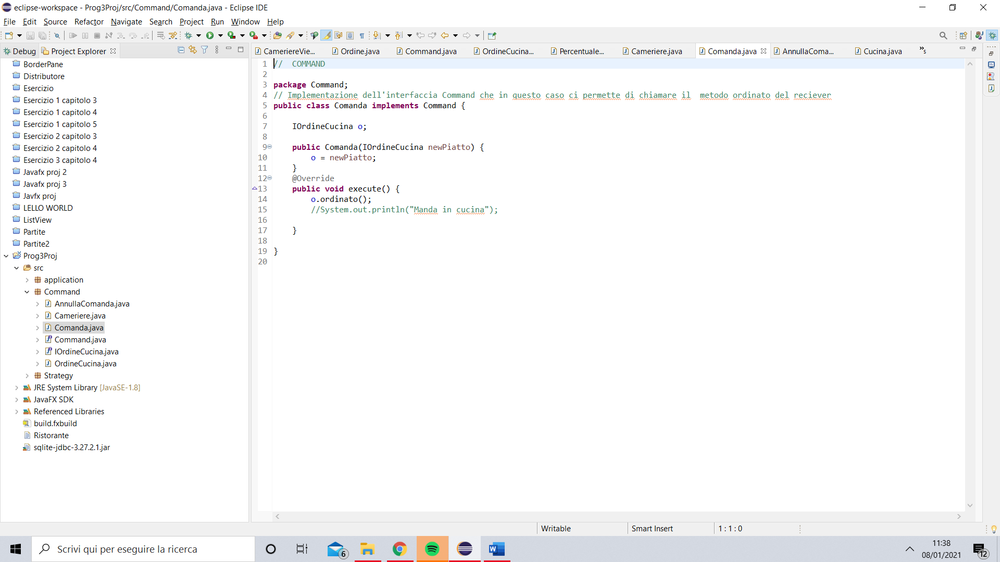 eclipse-workspace - Prog3Proj/src/Command/Comanda.java - Eclipse IDE
File Edit Source Refactor Navigate Search Project Run Window Help
Debug Project Explorer
CameriereVie... Ordine.java Command.java OrdineCucina... Percentuale... Cameriere.java Comanda.java AnnullaComa... Cucina.java »5
BorderPane
Distributore
Esercizio
Esercizio 1 capitolo 3
Esercizio 1 capitolo 4
Esercizio 1 capitolo 5
Esercizio 2 capitolo 3
Esercizio 2 capitolo 4
Esercizio 3 capitolo 4
Javafx proj 2
Javafx proj 3
Javfx proj
LELLO WORLD
ListView
Partite
Partite2
Prog3Proj
src
application
Command
AnnullaComanda.java
Cameriere.java
Comanda.java
Command.java
IOrdineCucina.java
OrdineCucina.java
Strategy
JRE System Library [JavaSE-1.8]
JavaFX SDK
Referenced Libraries
build.fxbuild
Ristorante
sqlite-jdbc-3.27.2.1.jar
1 //  COMMAND
2
3 package Command;
4 // Implementazione dell'interfaccia Command che in questo caso ci permette di chiamare il  metodo ordinato del reciever
5 public class Comanda implements Command {
6
7     IOrdineCucina o;
8
9     public Comanda(IOrdineCucina newPiatto) {
10         o = newPiatto;
11     }
12     @Override
13     public void execute() {
14         o.ordinato();
15         //System.out.println("Manda in cucina");
16
17     }
18
19 }
20
Writable Smart Insert 1 : 1 : 0
Scrivi qui per eseguire la ricerca
6
11:38
08/01/2021
12